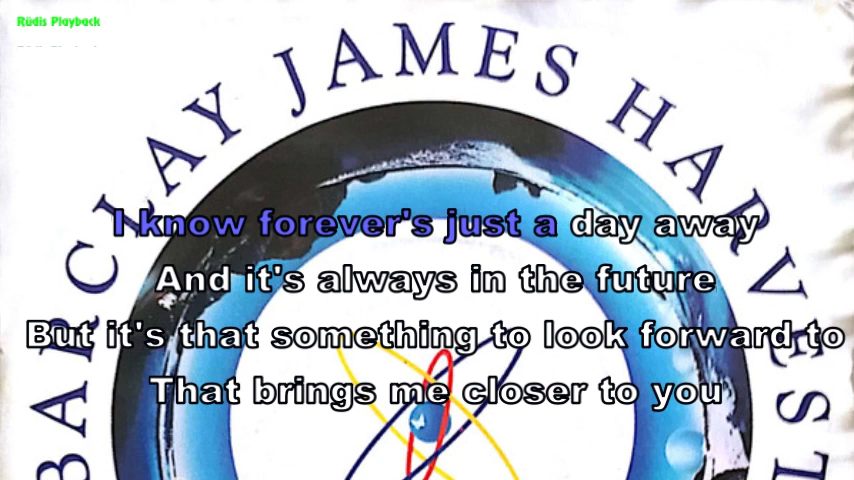 Rüdis Playback
BARCLAY JAMES HARVEST
I know forever's just a day away
And it's always in the future
But it's that something to look forward to
That brings me closer to you